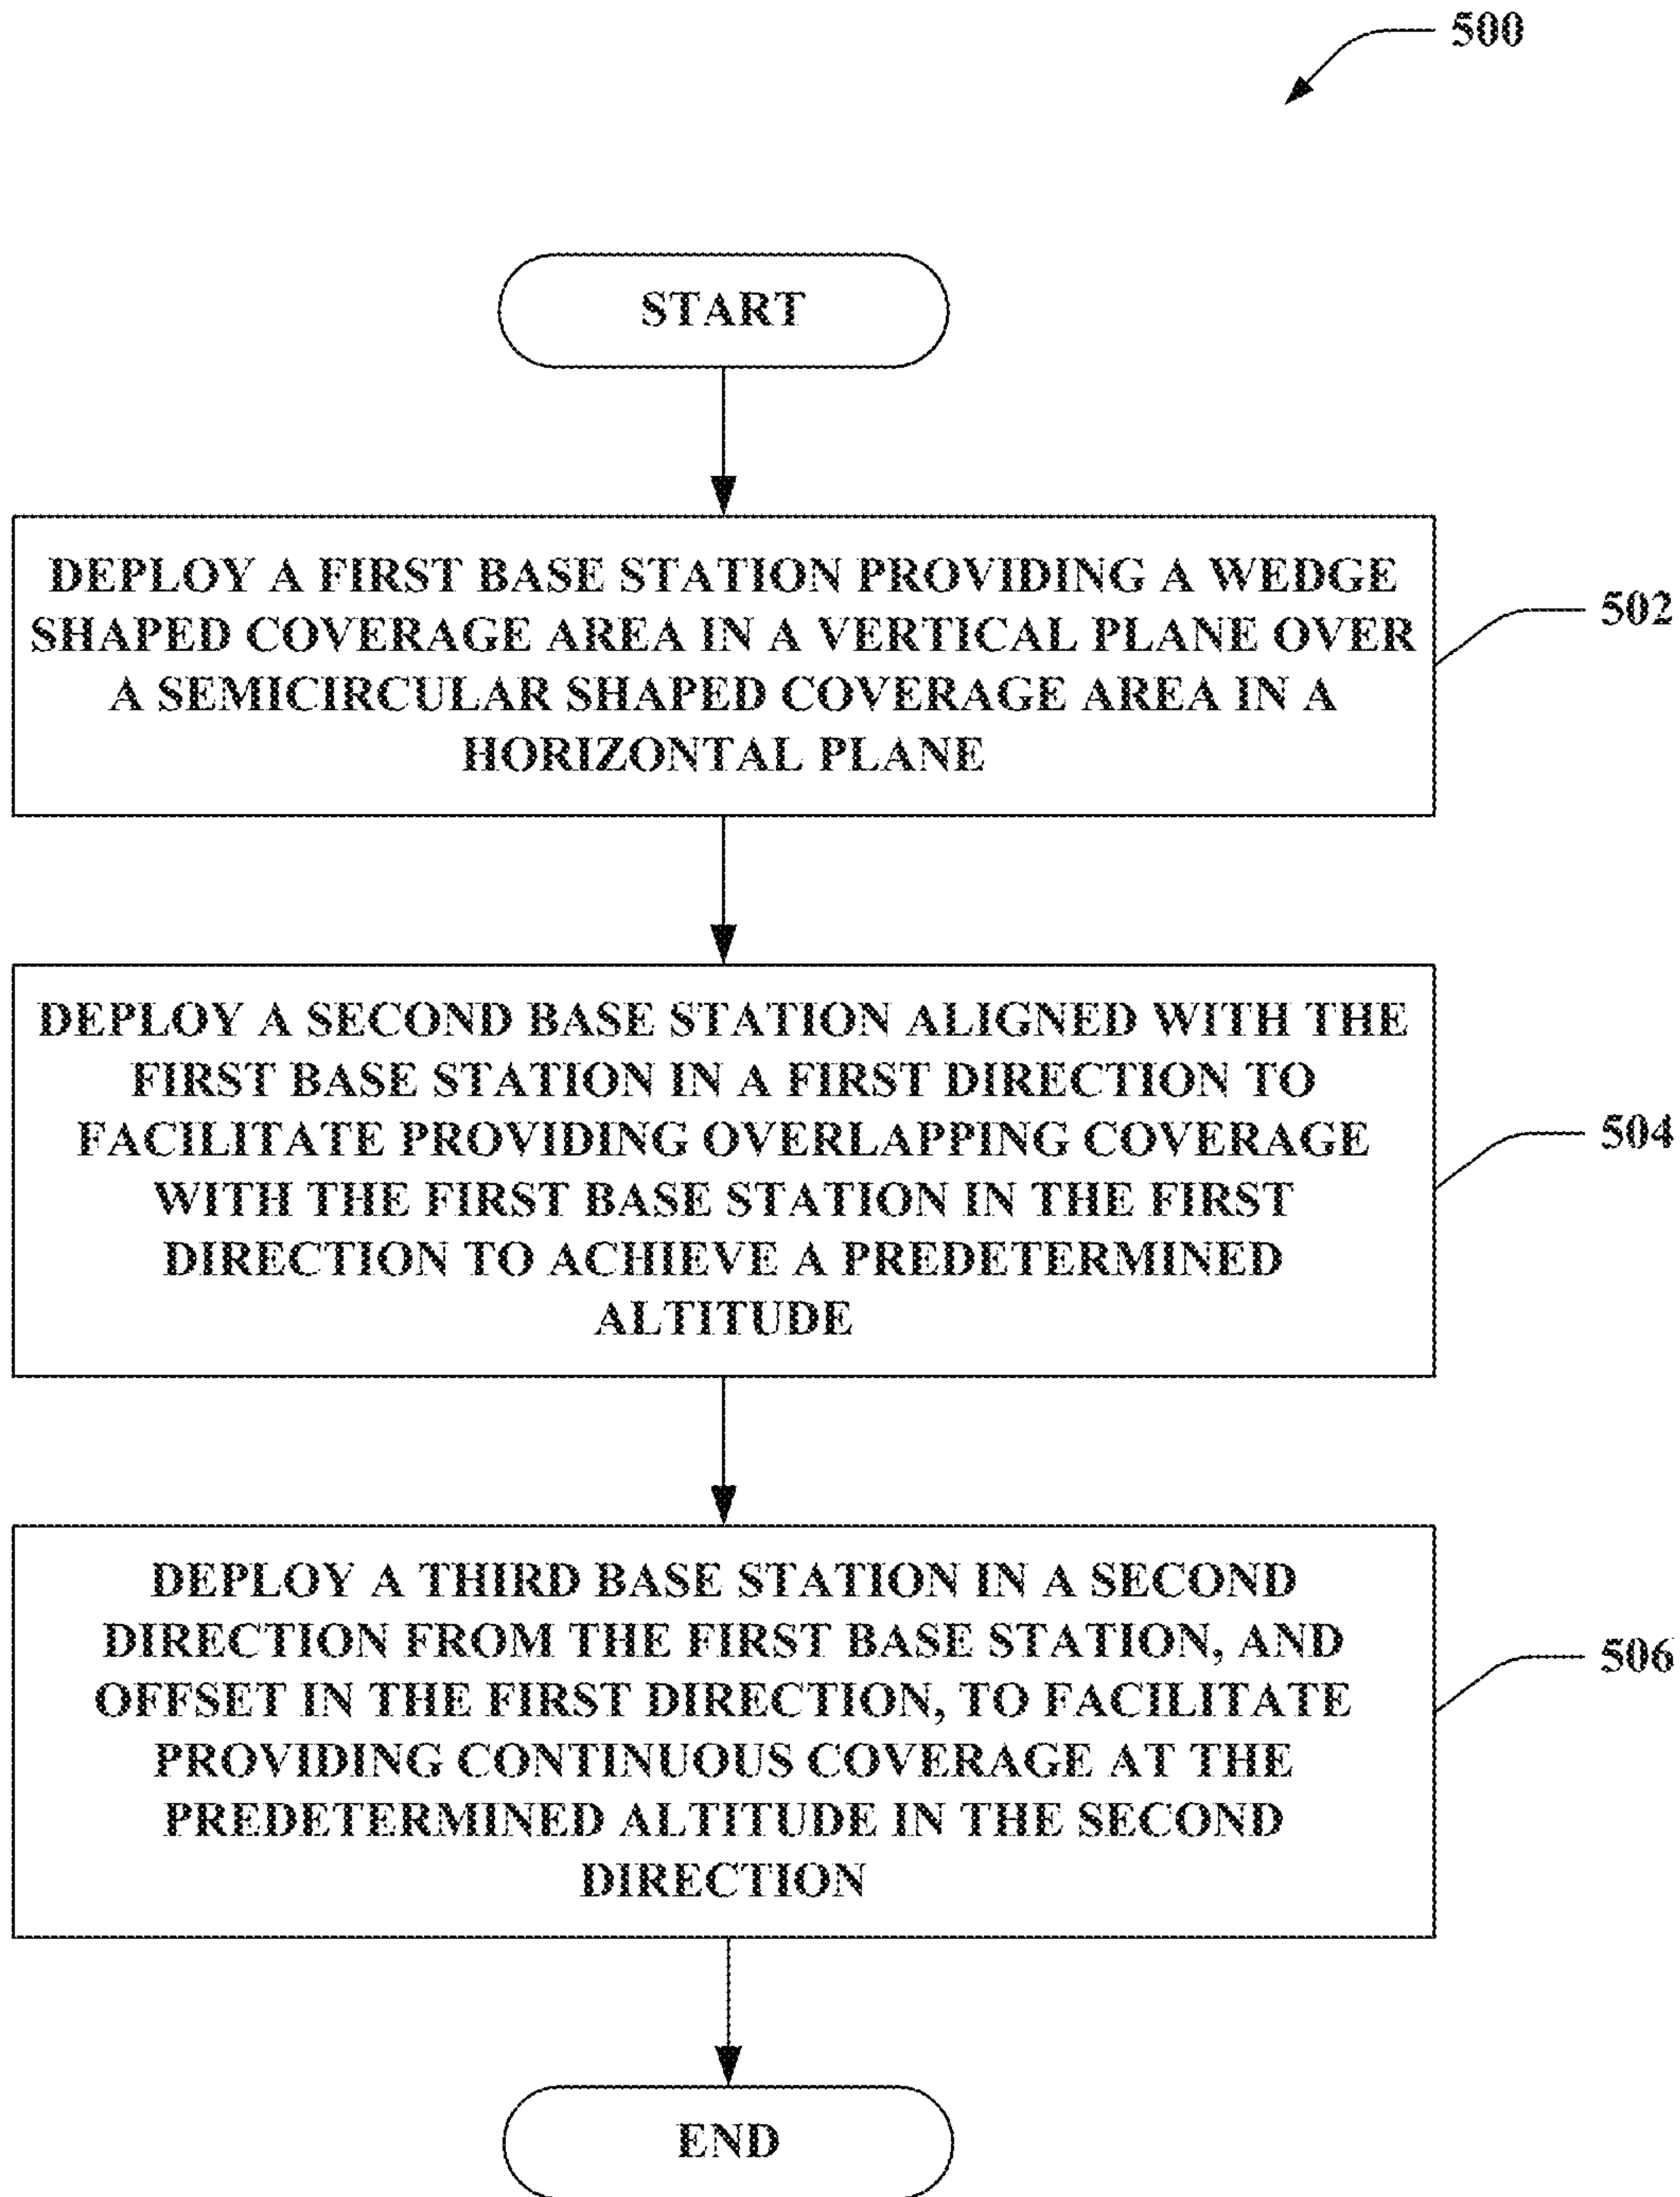 500
START
DEPLOY A FIRST BASE STATION PROVIDING A WEDGE
SHAPED COVERAGE AREA IN A VERTICAL PLANE OVER
A SEMICIRCULAR SHAPED COVERAGE AREA IN A
HORIZONTAL PLANE
502
DEPLOY A SECOND BASE STATION ALIGNED WITH THE
FIRST BASE STATION IN A FIRST DIRECTION TO
FACILITATE PROVIDING OVERLAPPING COVERAGE
WITH THE FIRST BASE STATION IN THE FIRST
DIRECTION TO ACHIEVE A PREDETERMINED
ALTITUDE
504
DEPLOY A THIRD BASE STATION IN A SECOND
DIRECTION FROM THE FIRST BASE STATION, AND
OFFSET IN THE FIRST DIRECTION, TO FACILITATE
PROVIDING CONTINUOUS COVERAGE AT THE
PREDETERMINED ALTITUDE IN THE SECOND
DIRECTION
506
END